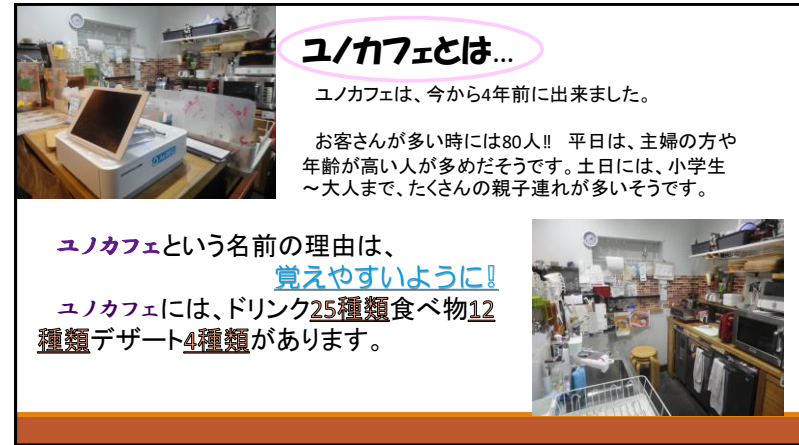 ユノカフェとは…
ユノカフェは、今から4年前に出来ました。
お客さんが多い時には80人‼ 平日は、主婦の方や
年齢が高い人が多めだそうです。土日には、小学生
～大人まで、たくさんの親子連れが多いそうです。
ユノカフェという名前の理由は、
覚えやすいように！
ユノカフェには、ドリンク25種類食べ物12
種類デザート4種類があります。